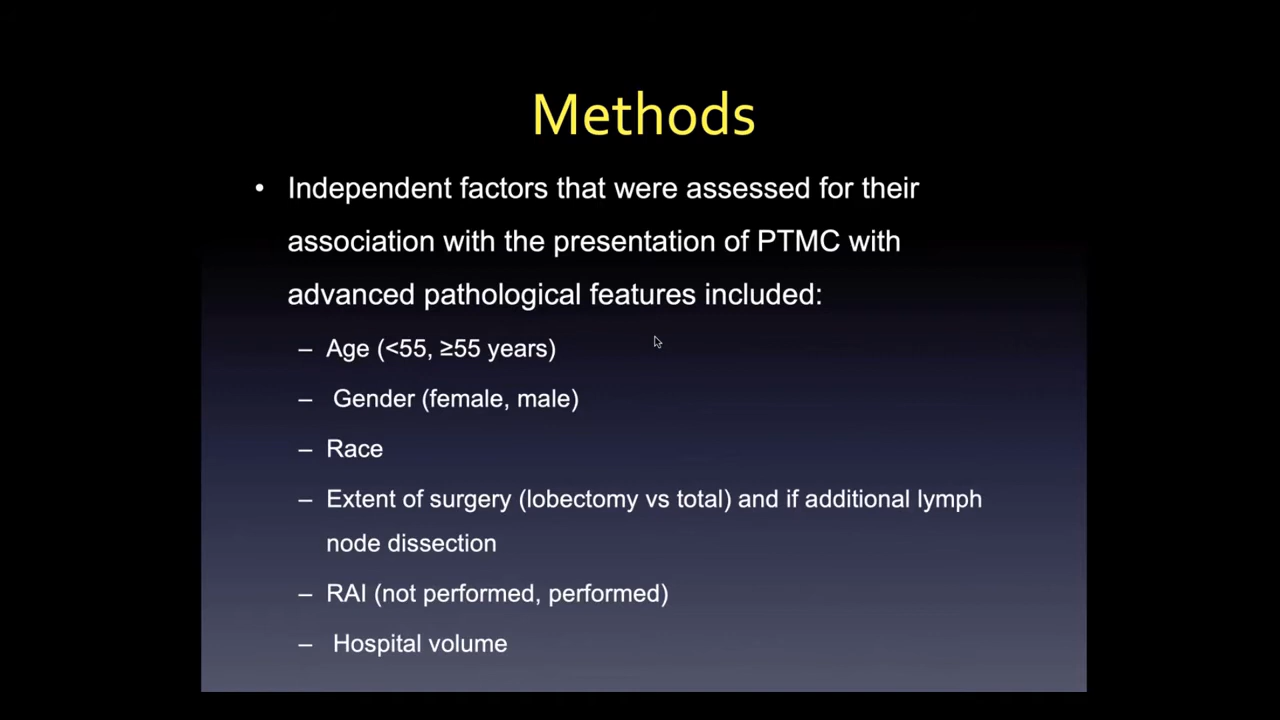 Methods
• Independent factors that were assessed for their
association with the presentation of PTMC with
advanced pathological features included:
– Age (<55, ≥55 years)
– Gender (female, male)
– Race
– Extent of surgery (lobectomy vs total) and if additional lymph
node dissection
– RAI (not performed, performed)
– Hospital volume